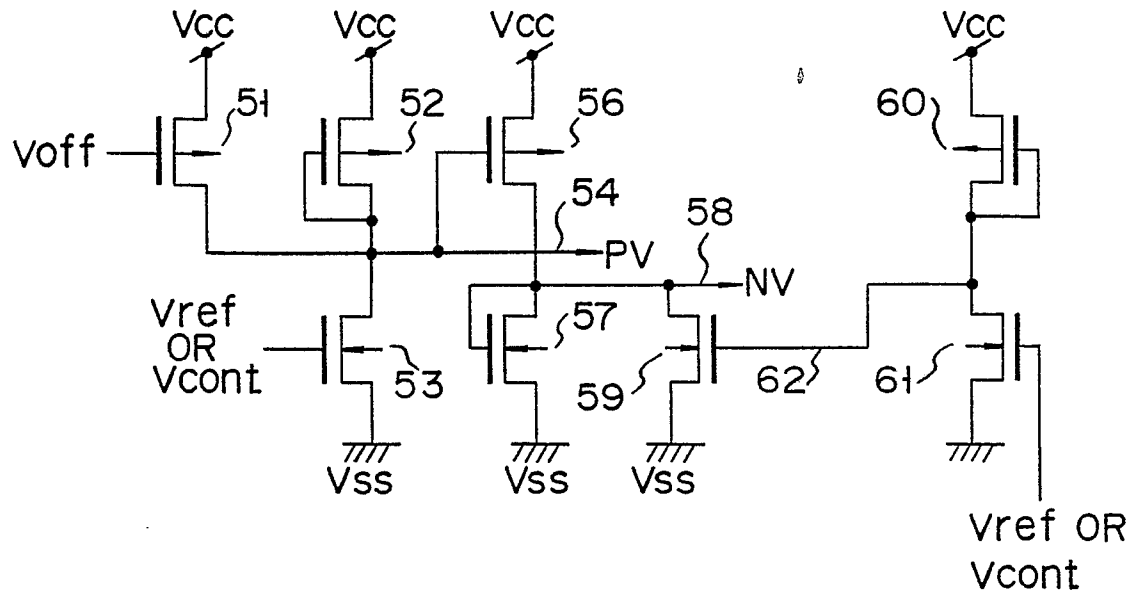 Vcc Vcc Vcc Vcc
51 52 56 60
Voff
54
58
PV
NV
Vref
OR
Vcont
57
53
59
62
61
Vss Vss Vss
Vref OR
Vcont